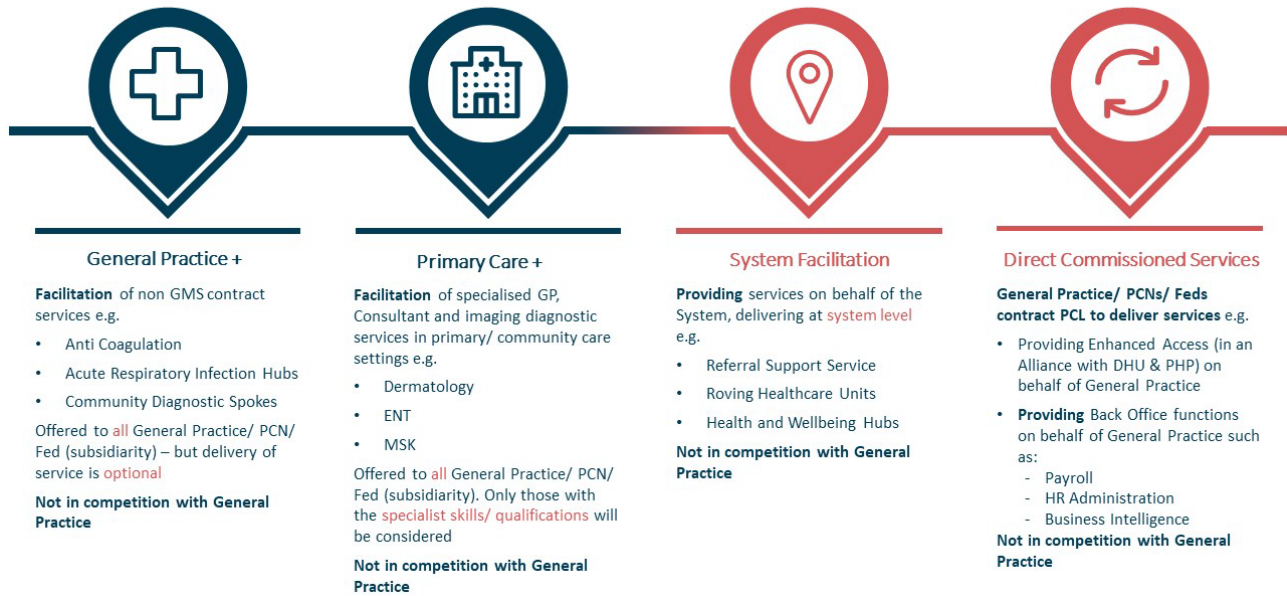 General Practice +
Facilitation of non GMS contract
services e.g.
• Anti Coagulation
• Acute Respiratory Infection Hubs
• Community Diagnostic Spokes
Offered to all General Practice/ PCN/
Fed (subsidiarity) – but delivery of
service is optional
Not in competition with General
Practice
Primary Care +
Facilitation of specialised GP,
Consultant and imaging diagnostic
services in primary/ community care
settings e.g.
• Dermatology
• ENT
• MSK
Offered to all General Practice/ PCN/
Fed (subsidiarity). Only those with
the specialist skills/ qualifications will
be considered
Not in competition with General
Practice
System Facilitation
Providing services on behalf of the
System, delivering at system level
e.g.
• Referral Support Service
• Roving Healthcare Units
• Health and Wellbeing Hubs
Not in competition with General
Practice
Direct Commissioned Services
General Practice/ PCNs/ Feds
contract PCL to deliver services e.g.
• Providing Enhanced Access (in an
Alliance with DHU & PHP) on
behalf of General Practice
• Providing Back Office functions
on behalf of General Practice such
as:
- Payroll
- HR Administration
- Business Intelligence
Not in competition with General
Practice